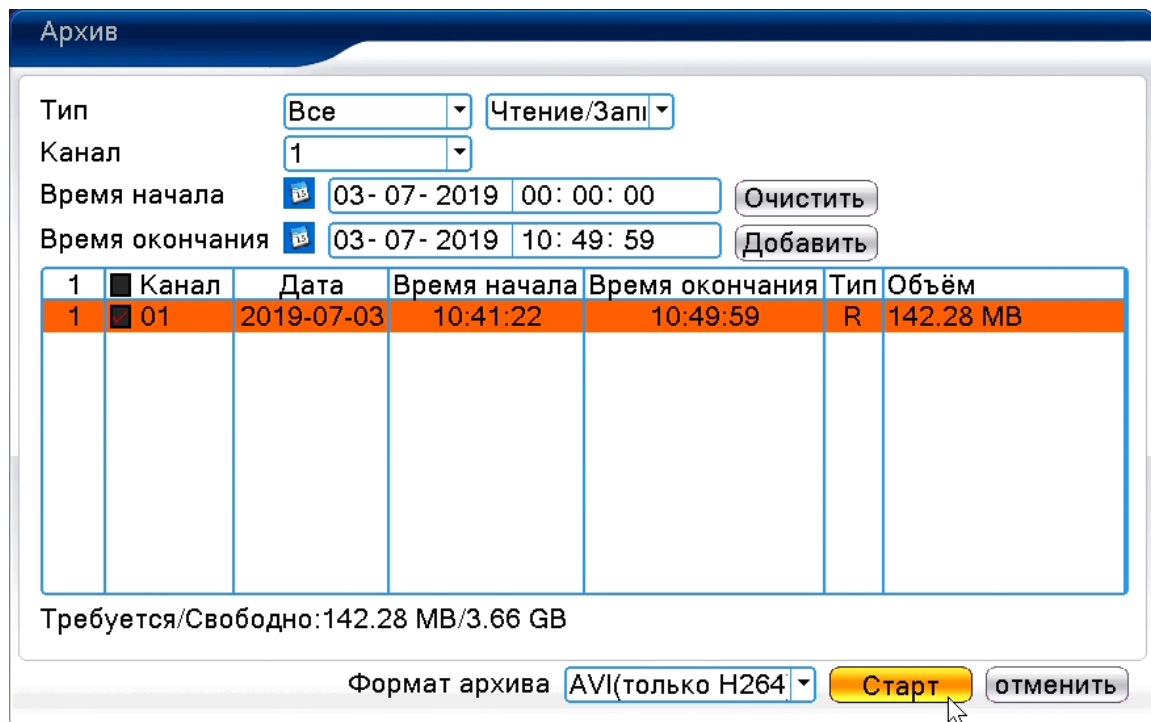 Архив
Тип Все Чтение/Запı
Канал 1
Время начала 15 03- 07- 2019 00: 00: 00 Очистить
Время окончания 15 03- 07- 2019 10: 49: 59 Добавить
1 Канал Дата Время начала Время окончания Тип Объём
1 01 2019-07-03 10:41:22 10:49:59 R 142.28 MB
Требуется/Свободно:142.28 MB/3.66 GB
Формат архива AVI(только H264 Старт отменить